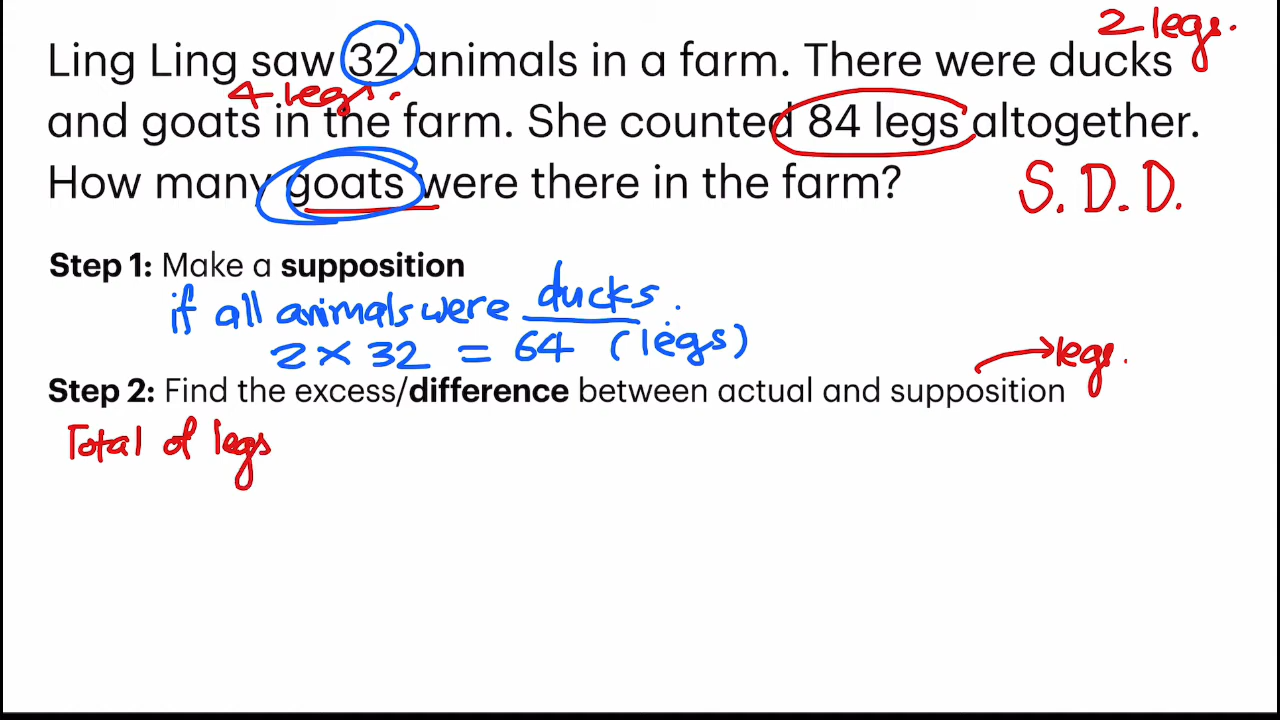 2 legs.
Ling Ling saw 32 animals in a farm. There were ducks
4 legs.
and goats in the farm. She counted 84 legs altogether.
How many goats were there in the farm?
S. D. D.
Step 1: Make a supposition
if all animals were ducks.
2 × 32 = 64 (legs)
legs.
Step 2: Find the excess/difference between actual and supposition
Total of legs